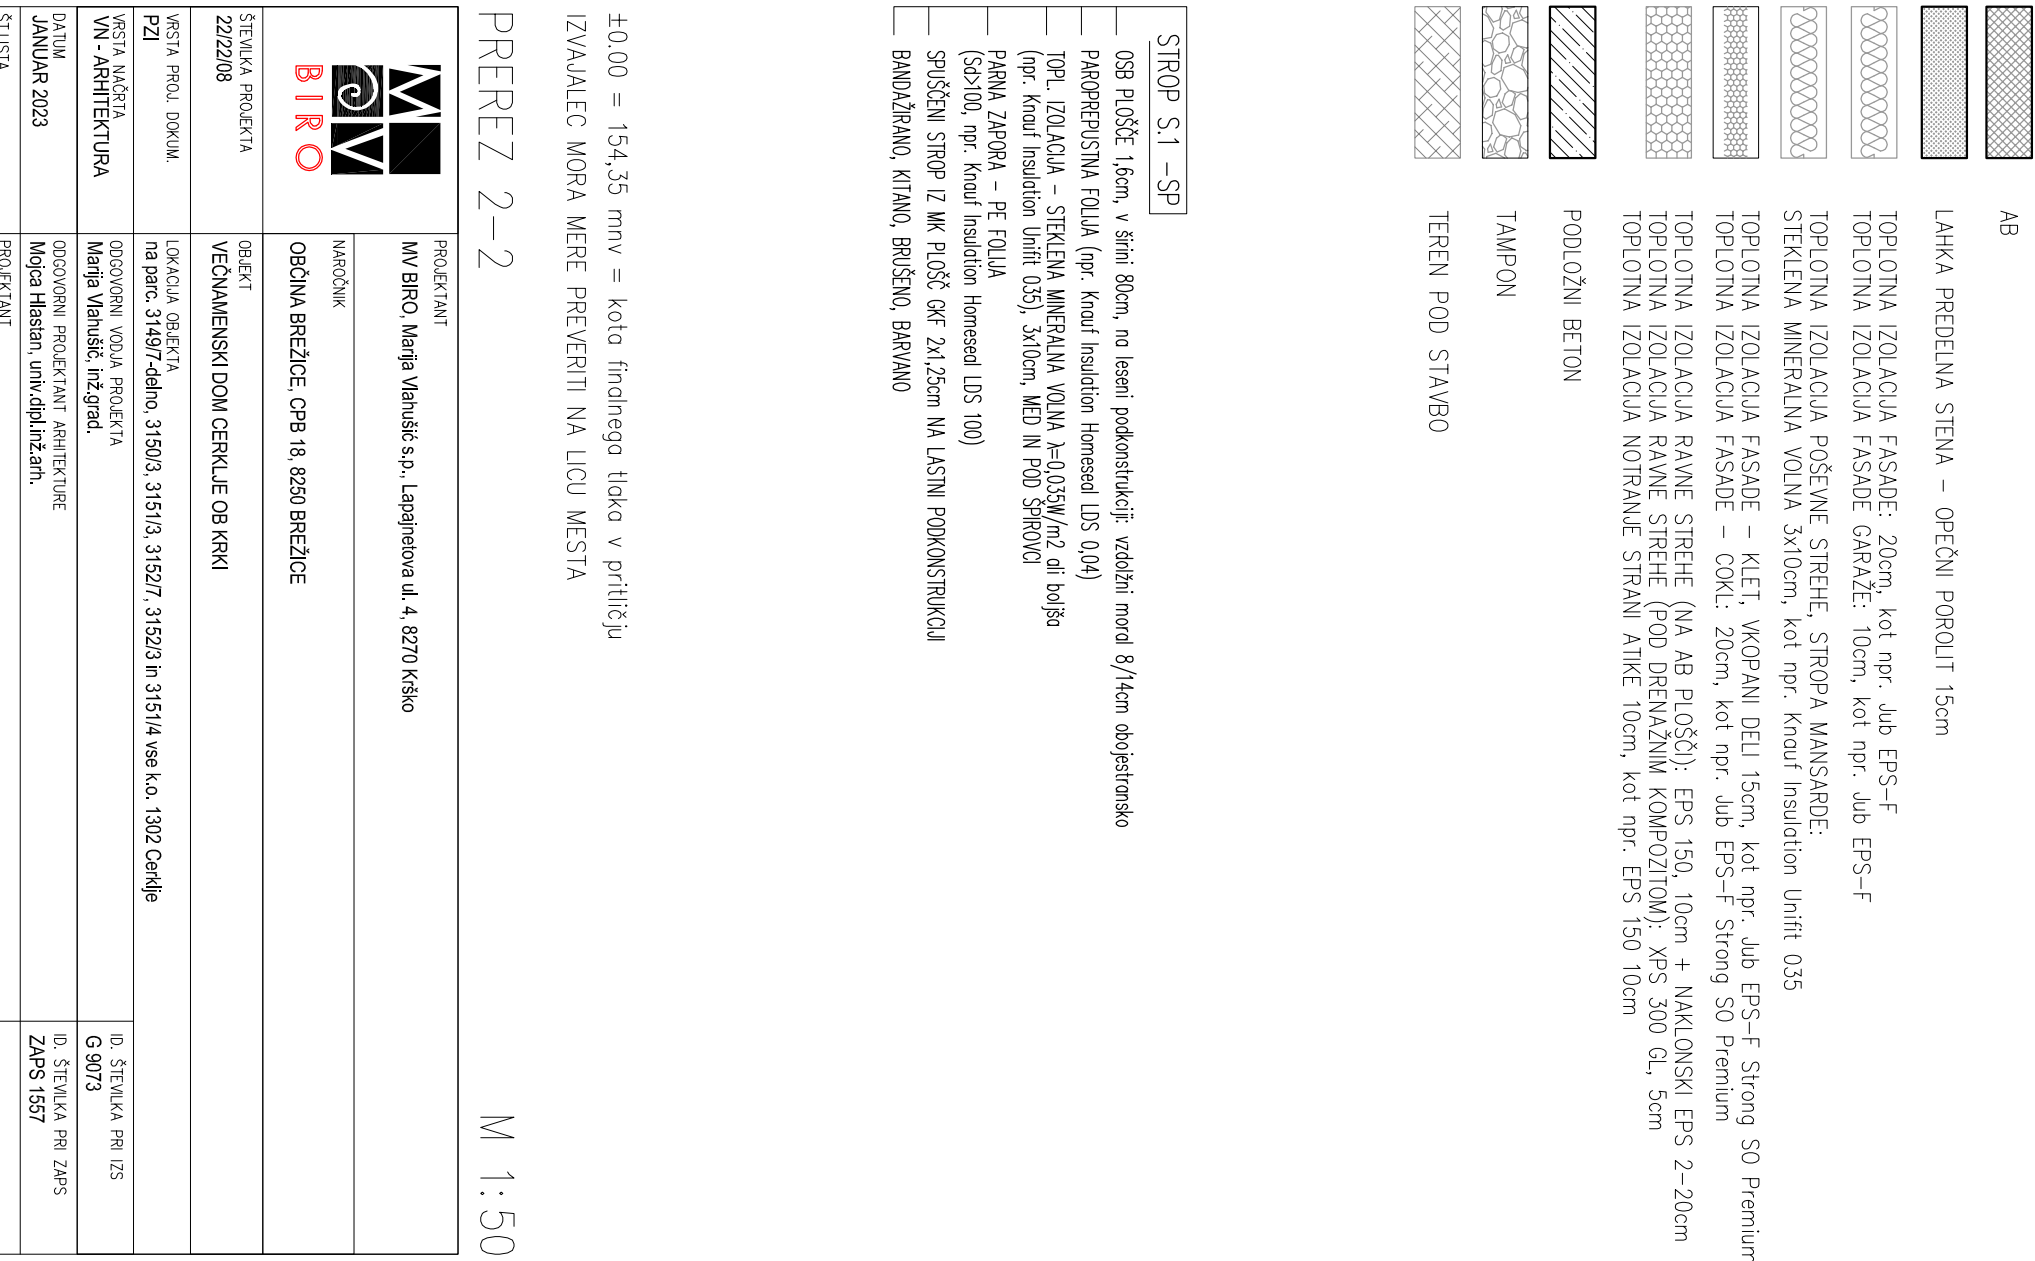 AB
LAHKA PREDELNA STENA – OPEČNI POROLIT 15cm
TOPLOTNA IZOLACIJA FASADE: 20cm, kot npr. Jub EPS–F
TOPLOTNA IZOLACIJA FASADE GARAŽE: 10cm, kot npr. Jub EPS–F
TOPLOTNA IZOLACIJA POŠEVNE STREHE, STROPA MANSARDE:
STEKLENA MINERALNA VOLNA 3x10cm, kot npr. Knauf Insulation Unifit 035
TOPLOTNA IZOLACIJA FASADE – KLET, VKOPANI DELI 15cm, kot npr. Jub EPS–F Strong SO Premium
TOPLOTNA IZOLACIJA FASADE – COKL: 20cm, kot npr. Jub EPS–F Strong SO Premium
TOPLOTNA IZOLACIJA RAVNE STREHE (NA AB PLOŠČI): EPS 150, 10cm + NAKLONSKI EPS 2–20cm
TOPLOTNA IZOLACIJA RAVNE STREHE (POD DRENAŽNIM KOMPOZITOM): XPS 300 GL, 5cm
TOPLOTNA IZOLACIJA NOTRANJE STRANI ATIKE 10cm, kot npr. EPS 150 10cm
PODLOŽNI BETON
TAMPON
TEREN POD STAVBO
STROP S.1 –SP
OSB PLOŠČE 1,6cm, v širini 80cm, na leseni podkonstrukciji: vzdolžni moral 8/14cm obojestransko
PAROPREPUSTNA FOLIJA (npr. Knauf Insulation Homeseal LDS 0,04)
TOPL. IZOLACIJA – STEKLENA MINERALNA VOLNA λ=0,035W/m2 ali boljša
(npr. Knauf Insulation Unifit 035), 3x10cm, MED IN POD ŠPIROVCI
PARNA ZAPORA – PE FOLIJA
(Sd>100, npr. Knauf Insulation Homeseal LDS 100)
SPUŠČENI STROP IZ MK PLOŠČ GKF 2x1,25cm NA LASTNI PODKONSTRUKCIJI
BANDAŽIRANO, KITANO, BRUŠENO, BARVANO
±0.00 = 154,35 mnv = kota finalnega tlaka v pritličju
IZVAJALEC MORA MERE PREVERITI NA LICU MESTA
PREREZ 2–2 M 1:50
M V
BIRO
PROJEKTANT
MV BIRO, Marija Vlahušić s.p., Lapajnetova ul. 4, 8270 Krško
NAROČNIK
OBČINA BREŽICE, CPB 18, 8250 BREŽICE
ŠTEVILKA PROJEKTA
22/22/08
OBJEKT
VEČNAMENSKI DOM CERKLJE OB KRKI
VRSTA PROJ. DOKUM.
PZI
LOKACIJA OBJEKTA
na parc. 3149/7-delno, 3150/3, 3151/3, 3152/7, 3152/3 in 3151/4 vse k.o. 1302 Cerklje
VRSTA NAČRTA
VN - ARHITEKTURA
ODGOVORNI VODJA PROJEKTA
Marija Vlahušić, inž.grad.
ID. ŠTEVILKA PRI IZS
G 9073
DATUM
JANUAR 2023
ODGOVORNI PROJEKTANT ARHITEKTURE
Mojca Hlastan, univ.dipl.inž.arh.
ID. ŠTEVILKA PRI ZAPS
ZAPS 1557
ŠT.LISTA
PROJEKTANT